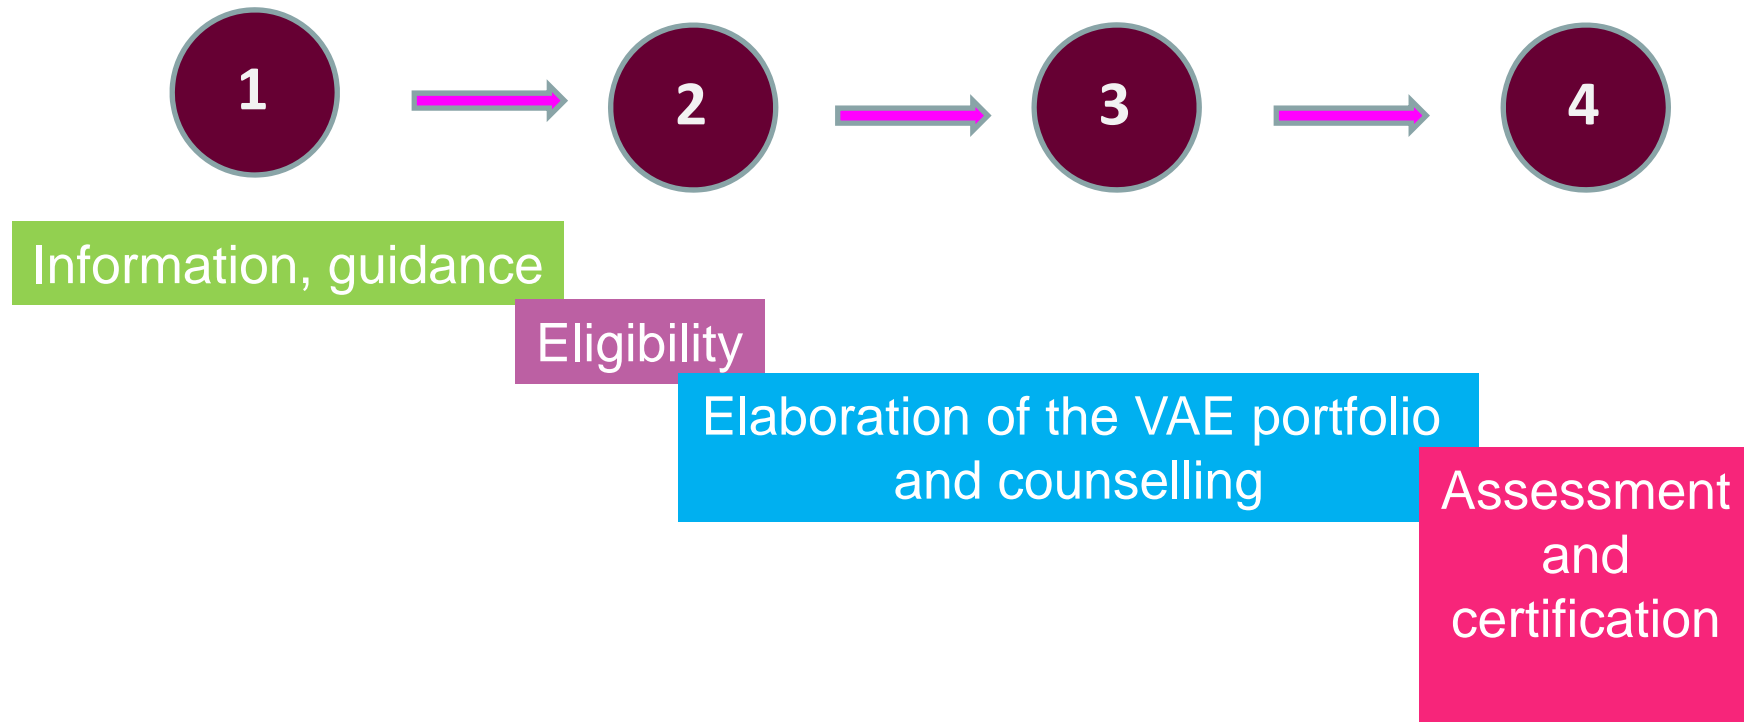 1
2
3
4
Information, guidance
Eligibility
Elaboration of the VAE portfolio
and counselling
Assessment
and
certification